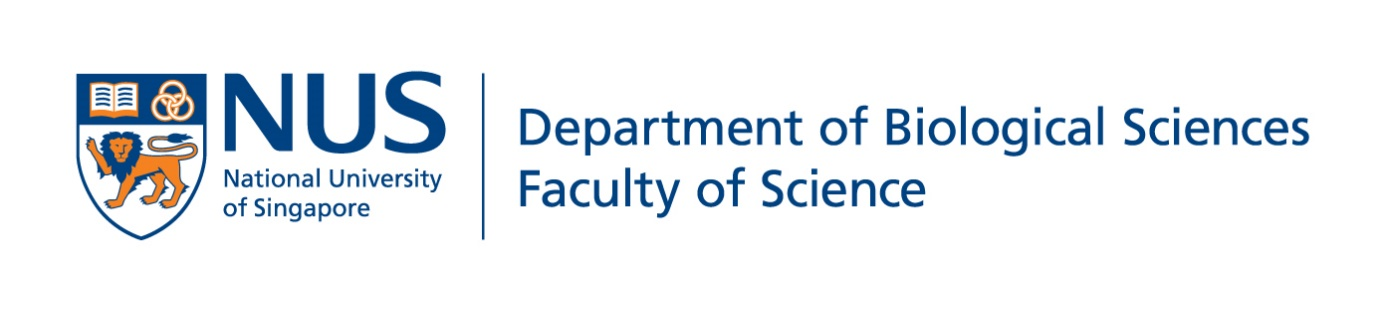 NUS
National University
of Singapore
Department of Biological Sciences
Faculty of Science